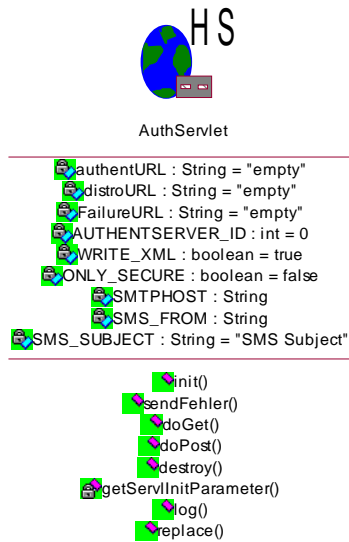 HS
AuthServlet
authentURL : String = "empty"
distroURL : String = "empty"
FailureURL : String = "empty"
AUTHENTSERVER_ID : int = 0
WRITE_XML : boolean = true
ONLY_SECURE : boolean = false
SMTPHOST : String
SMS_FROM : String
SMS_SUBJECT : String = "SMS Subject"
init()
sendFehler()
doGet()
doPost()
destroy()
getServlInitParameter()
log()
replace()